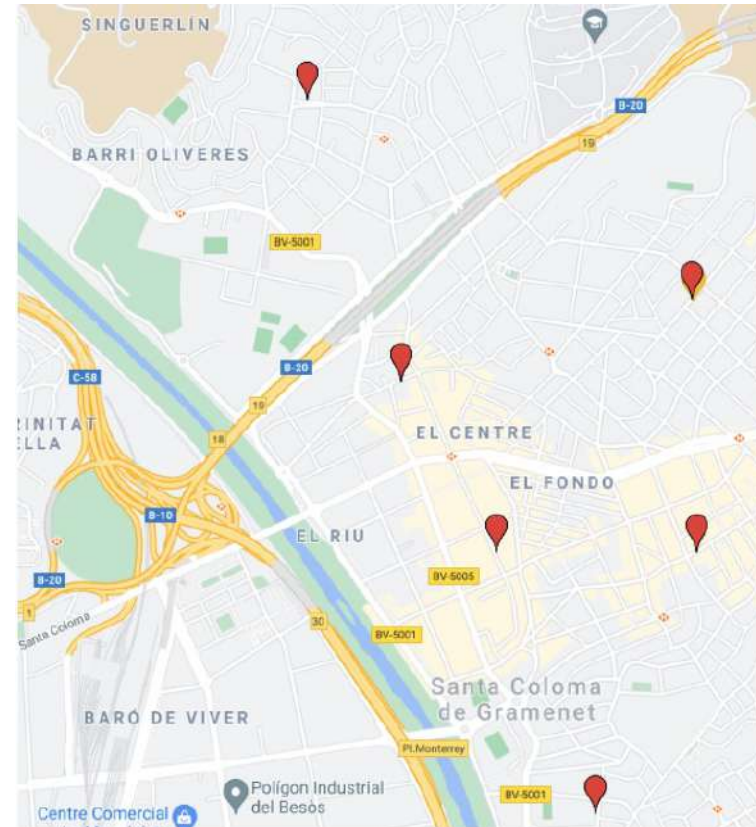 SINGUERLÍN
B-20
19
BARRI OLIVERES
BV-5001
B-20
C-58
19
EL CENTRE
18
EL FONDO
B-10
EL RIU
BV-5005
B-20
1
30
Santa Coloma
BV-5001
Santa Coloma
de Gramenet
BARÓ DE VIVER
Pl.Monterrey
Polígon Industrial
del Besòs
BV-5001
Centre Comercial